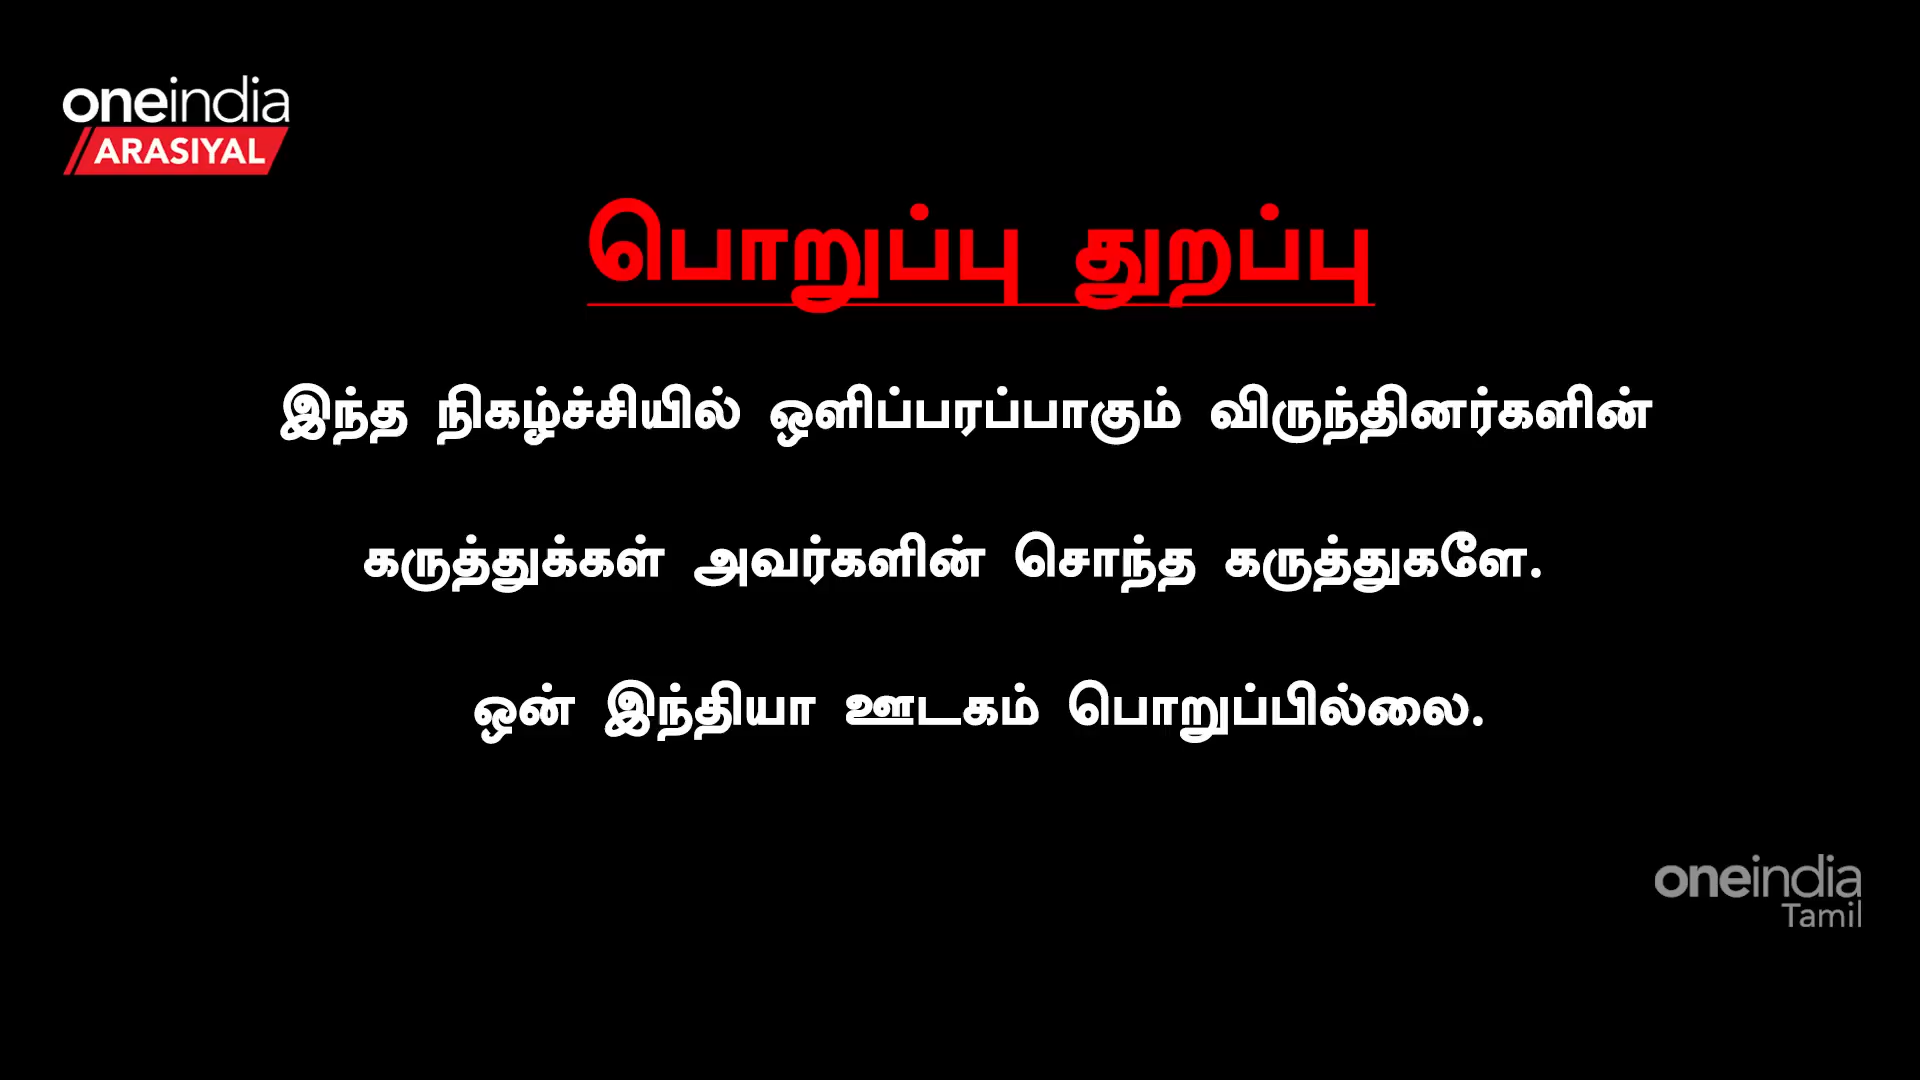 oneindia
ARASIYAL
பொறுப்பு துறப்பு
இந்த நிகழ்ச்சியில் ஒளிப்பரப்பாகும் விருந்தினர்களின்
கருத்துக்கள் அவர்களின் சொந்த கருத்துகளே.
ஒன் இந்தியா ஊடகம் பொறுப்பில்லை.
oneindia
Tamil